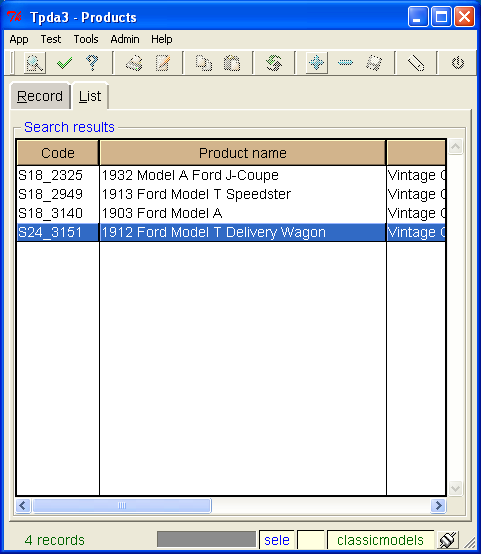 Tpda3 - Products
App Test Tools Admin Help
Record List
Search results
Code Product name
S18_2325 1932 Model A Ford J-Coupe Vintage C
S18_2949 1913 Ford Model T Speedster Vintage C
S18_3140 1903 Ford Model A Vintage C
S24_3151 1912 Ford Model T Delivery Wagon Vintage C
4 records sele classicmodels